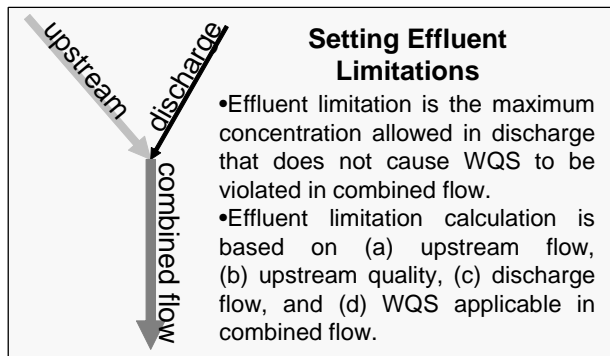 upstream
discharge
combined flow
Setting Effluent
Limitations
•Effluent limitation is the maximum
concentration allowed in discharge
that does not cause WQS to be
violated in combined flow.
•Effluent limitation calculation is
based on (a) upstream flow,
(b) upstream quality, (c) discharge
flow, and (d) WQS applicable in
combined flow.